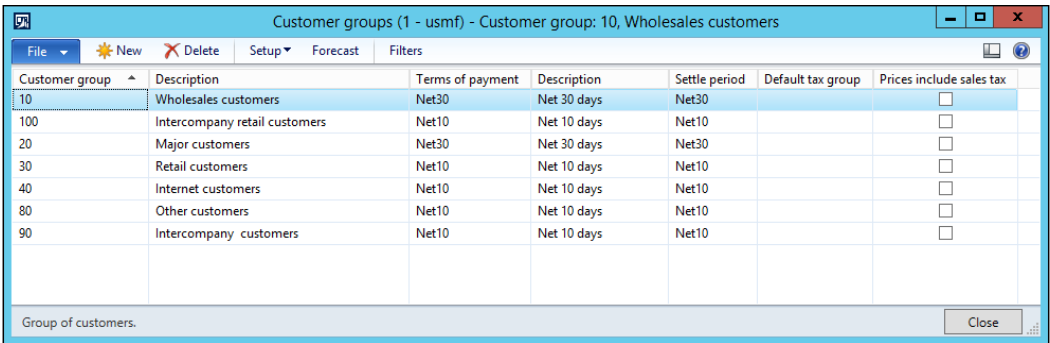 Customer groups (1 - usmf) - Customer group: 10, Wholesales customers
File New Delete Setup Forecast Filters
Customer group Description Terms of payment Description Settle period Default tax group Prices include sales tax
10 Wholesales customers Net30 Net 30 days Net30
100 Intercompany retail customers Net10 Net 10 days Net10
20 Major customers Net30 Net 30 days Net30
30 Retail customers Net10 Net 10 days Net10
40 Internet customers Net10 Net 10 days Net10
80 Other customers Net10 Net 10 days Net10
90 Intercompany  customers Net10 Net 10 days Net10
Group of customers. Close